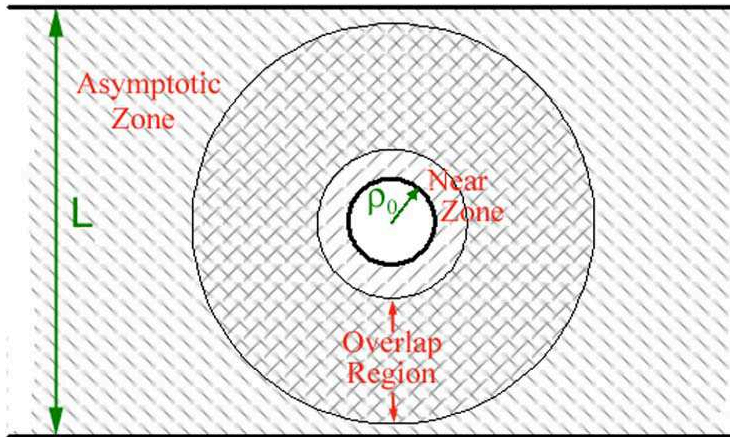 Asymptotic
Zone
L
Near
ρ₀
Zone
Overlap
Region